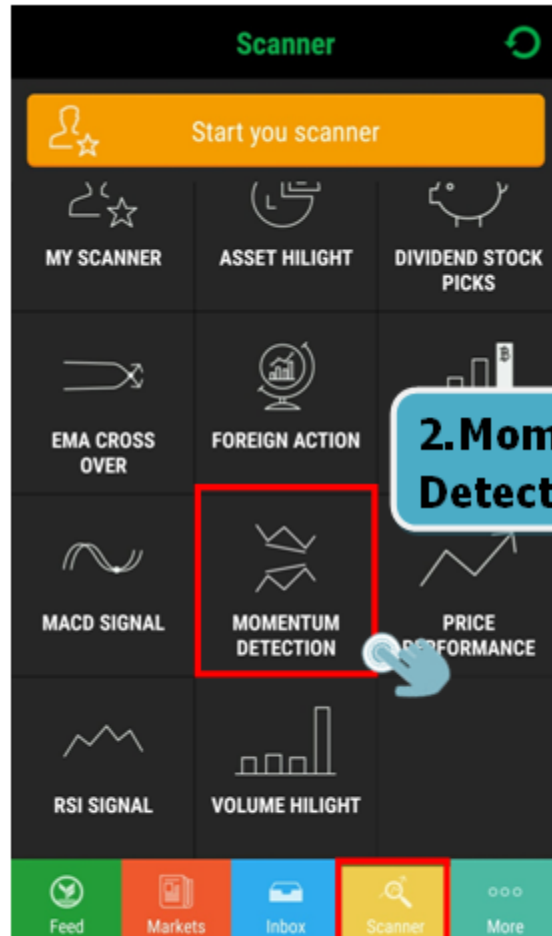 Scanner
Start you scanner
MY SCANNER
ASSET HILIGHT
DIVIDEND STOCK
PICKS
EMA CROSS
OVER
FOREIGN ACTION
2.Mom
Detect
MACD SIGNAL
MOMENTUM
DETECTION
PRICE
PERFORMANCE
RSI SIGNAL
VOLUME HILIGHT
Feed
Markets
Inbox
Scanner
More